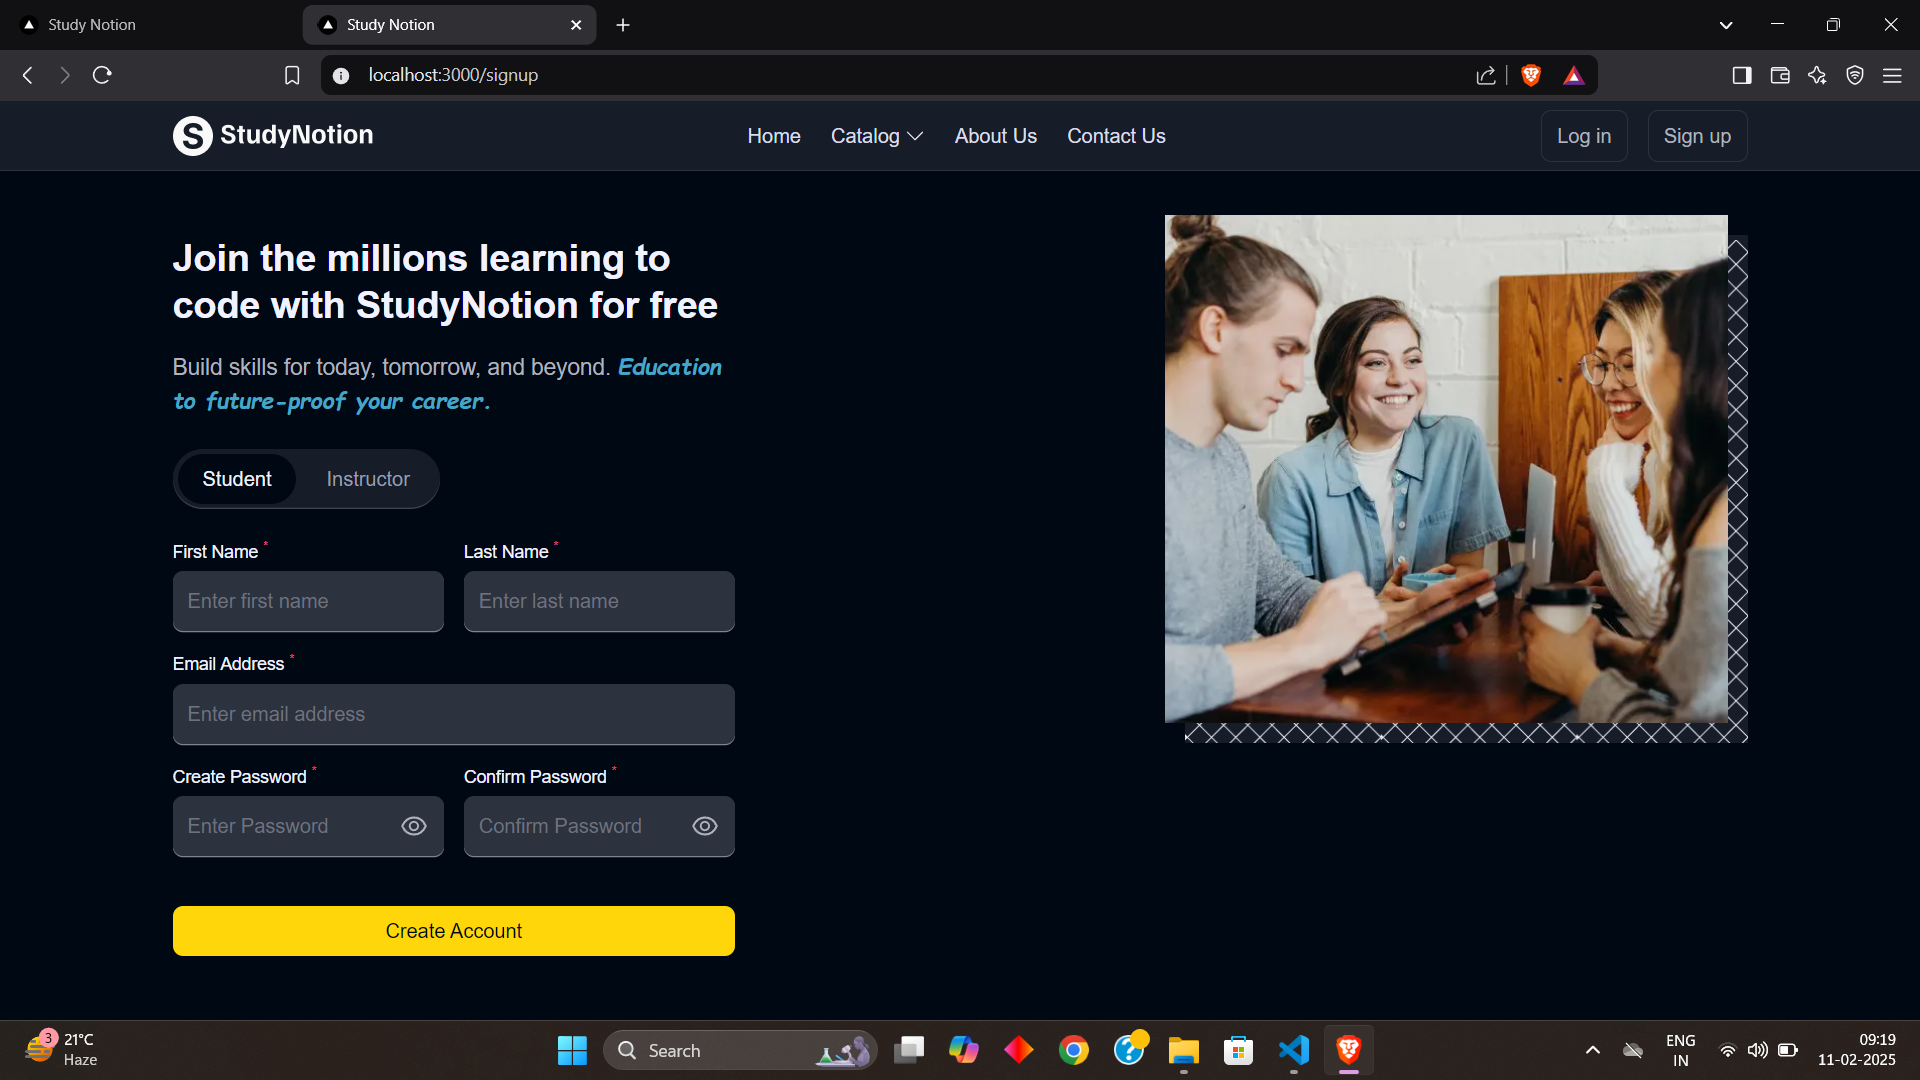 Study Notion
Study Notion
localhost:3000/signup
S StudyNotion
Home Catalog About Us Contact Us
Log in Sign up
Join the millions learning to
code with StudyNotion for free
Build skills for today, tomorrow, and beyond. Education
to future-proof your career.
Student Instructor
First Name * Last Name *
Enter first name Enter last name
Email Address *
Enter email address
Create Password * Confirm Password *
Enter Password Confirm Password
Create Account
3 21°C
Haze
Search
ENG
IN
09:19
11-02-2025